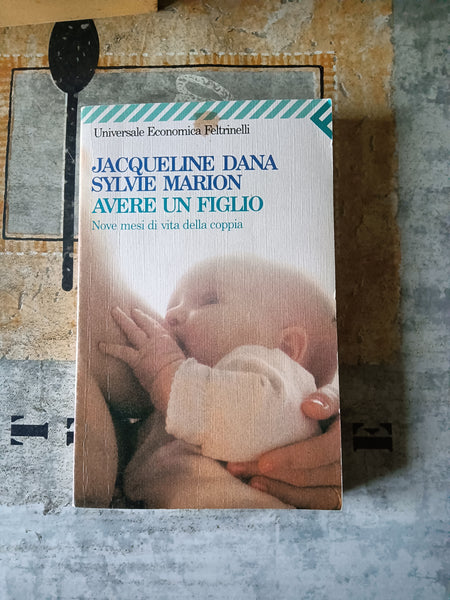 Universale Economica Feltrinelli
JACQUELINE DANA
SYLVIE MARION
AVERE UN FIGLIO
Nove mesi di vita della coppia
T
E